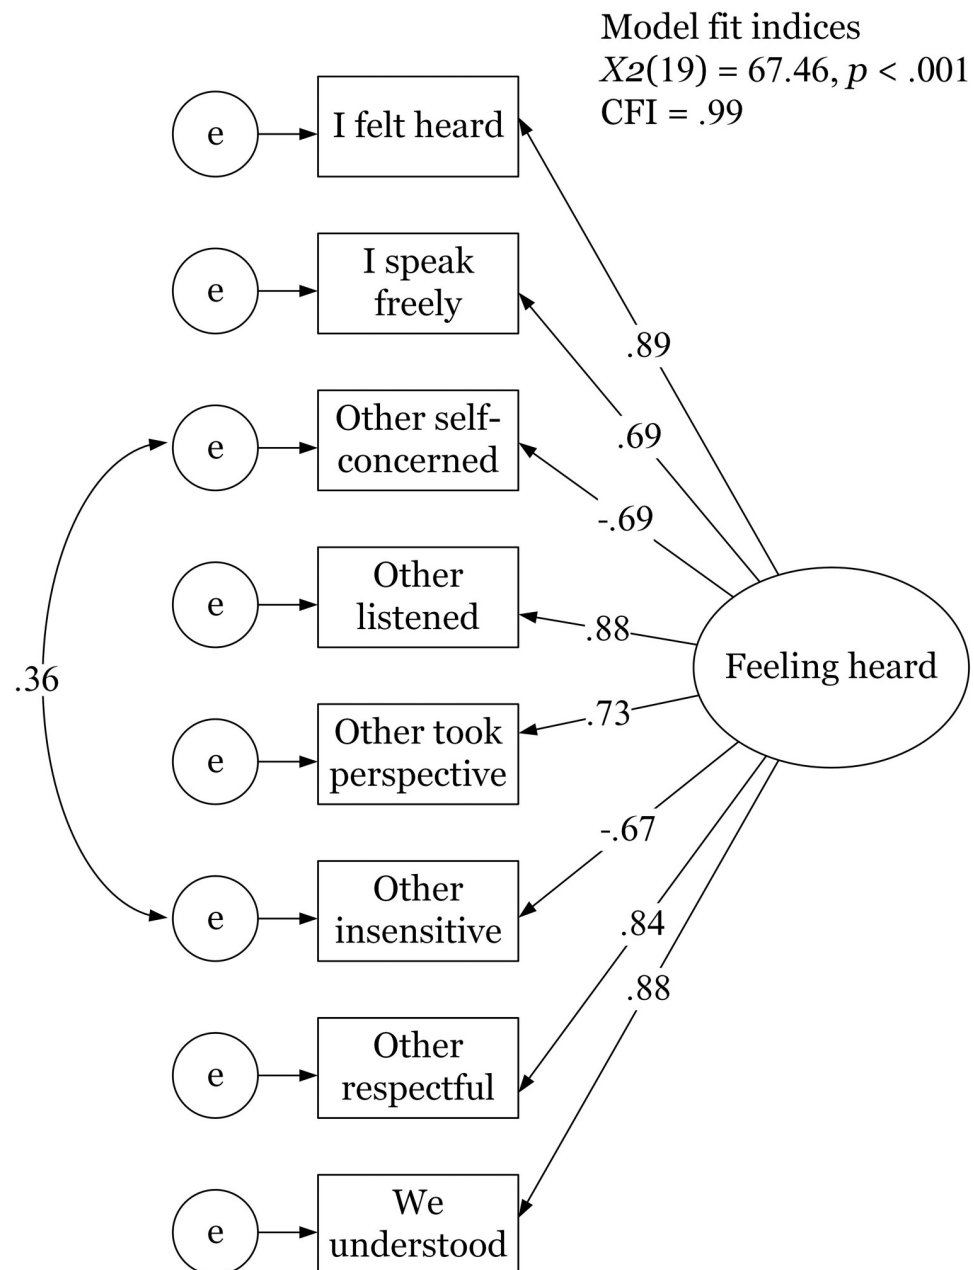 Model fit indices
X2(19) = 67.46, p < .001
CFI = .99
e
I felt heard
e
I speak
freely
e
Other self-
concerned
e
Other
listened
e
Other took
perspective
e
Other
insensitive
e
Other
respectful
e
We
understood
.89
.69
-.69
.88
.73
-.67
.84
.88
Feeling heard
.36